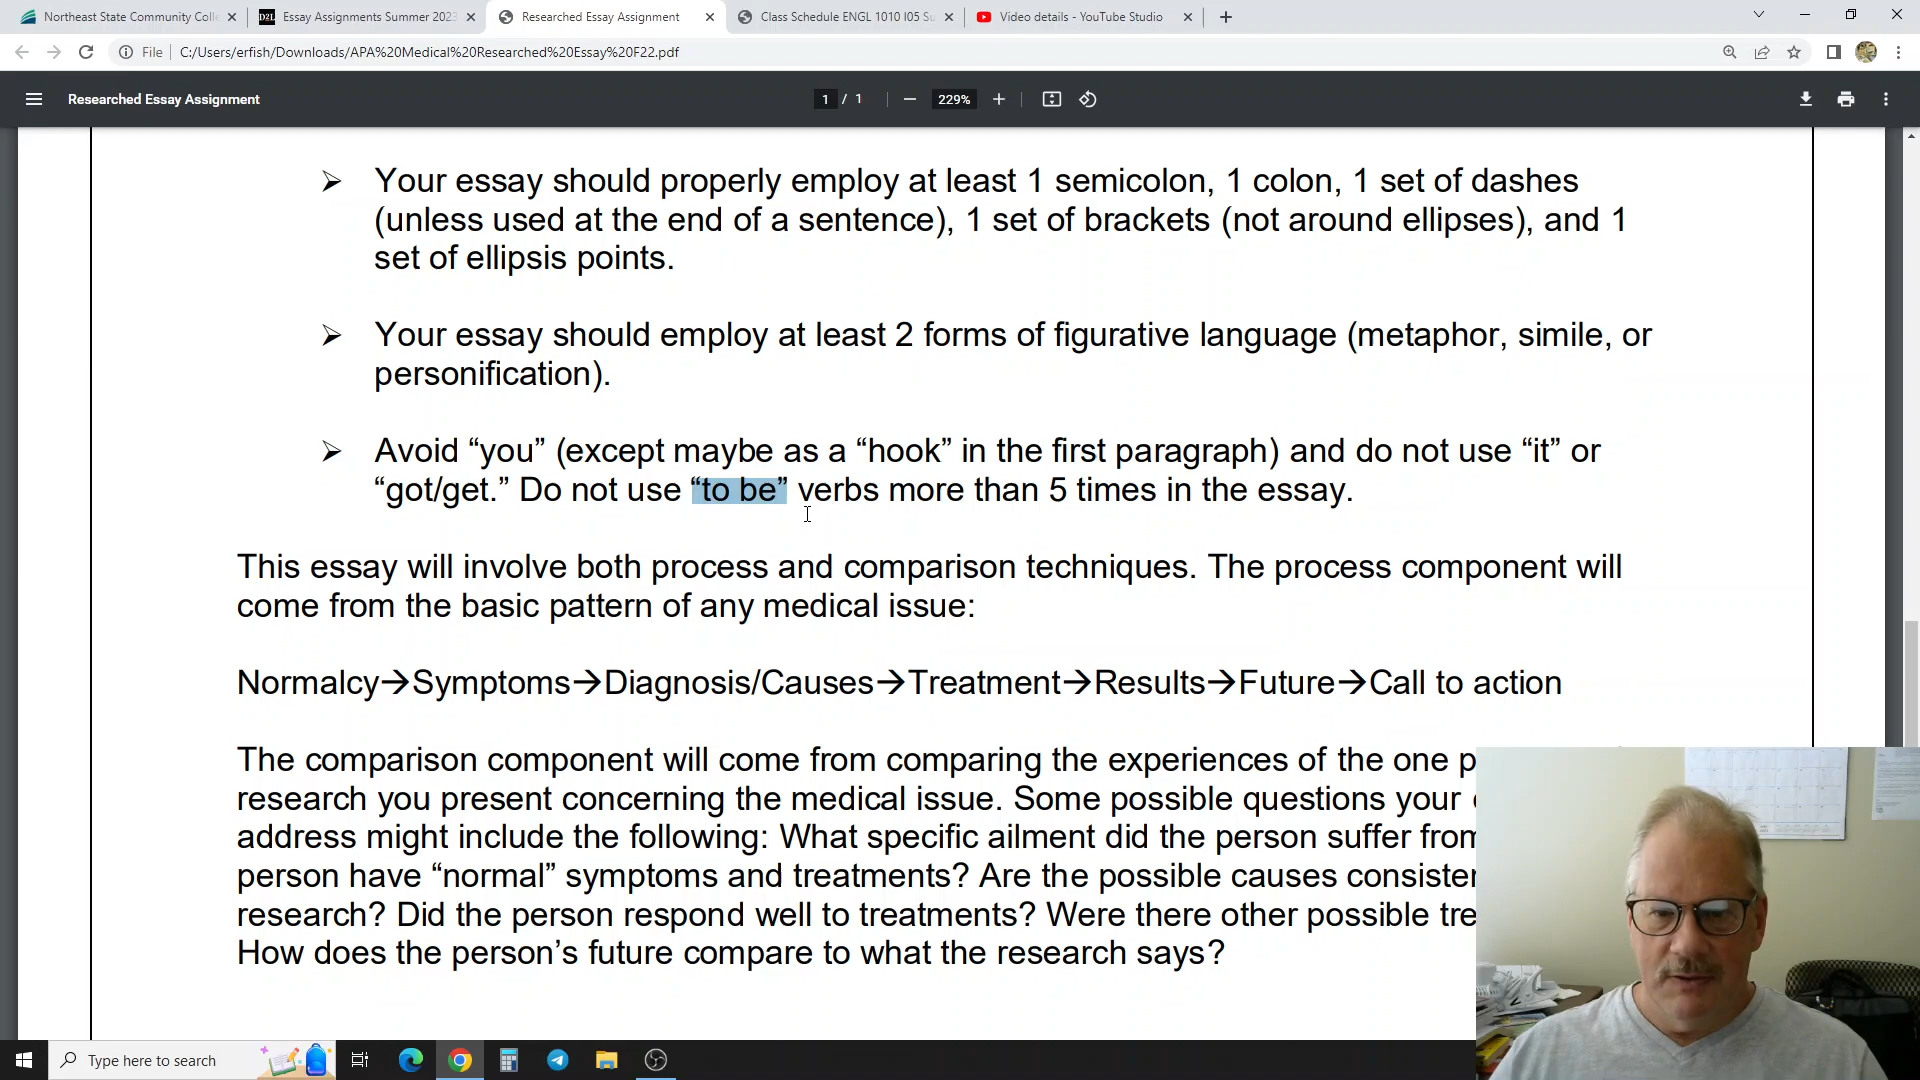 Northeast State Community Colle
D2L Essay Assignments Summer 2023
Researched Essay Assignment
Class Schedule ENGL 1010 I05 Su
Video details - YouTube Studio
File C:/Users/erfish/Downloads/APA%20Medical%20Researched%20Essay%20F22.pdf
Researched Essay Assignment
1 / 1
229%
➢ Your essay should properly employ at least 1 semicolon, 1 colon, 1 set of dashes
(unless used at the end of a sentence), 1 set of brackets (not around ellipses), and 1
set of ellipsis points.
➢ Your essay should employ at least 2 forms of figurative language (metaphor, simile, or
personification).
➢ Avoid “you” (except maybe as a “hook” in the first paragraph) and do not use “it” or
“got/get.” Do not use “to be” verbs more than 5 times in the essay.
This essay will involve both process and comparison techniques. The process component will
come from the basic pattern of any medical issue:
Normalcy→Symptoms→Diagnosis/Causes→Treatment→Results→Future→Call to action
The comparison component will come from comparing the experiences of the one p
research you present concerning the medical issue. Some possible questions your
address might include the following: What specific ailment did the person suffer from
person have “normal” symptoms and treatments? Are the possible causes consister
research? Did the person respond well to treatments? Were there other possible tre
How does the person’s future compare to what the research says?
Type here to search